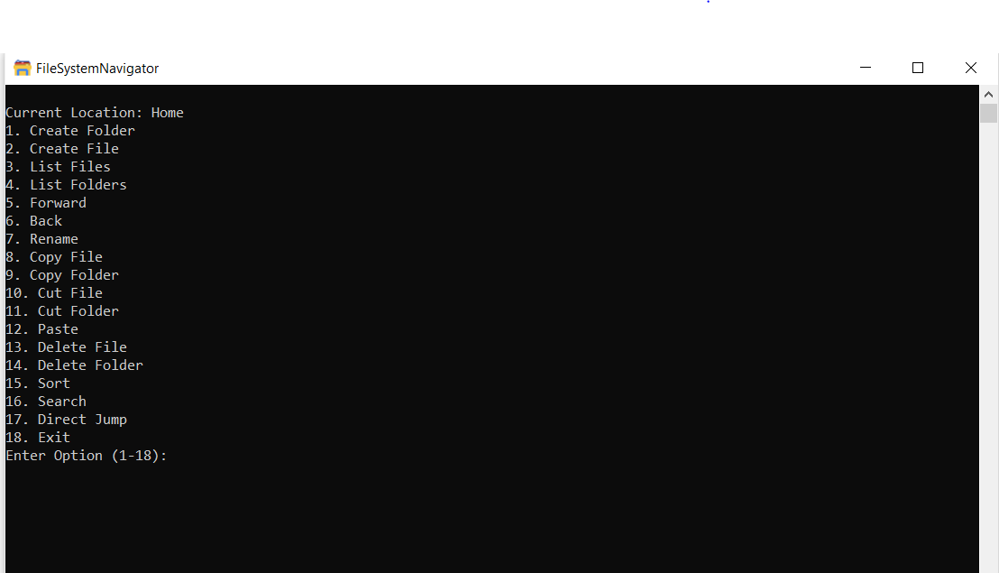 FileSystemNavigator
Current Location: Home
1. Create Folder
2. Create File
3. List Files
4. List Folders
5. Forward
6. Back
7. Rename
8. Copy File
9. Copy Folder
10. Cut File
11. Cut Folder
12. Paste
13. Delete File
14. Delete Folder
15. Sort
16. Search
17. Direct Jump
18. Exit
Enter Option (1-18):